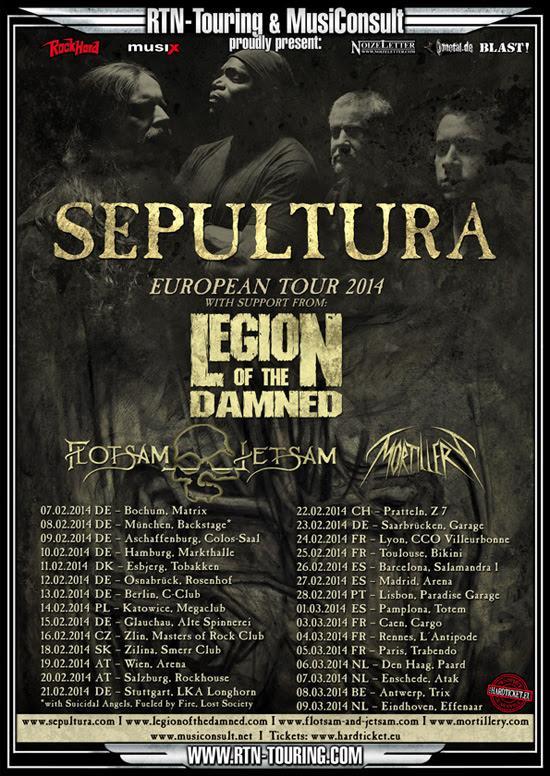 RTN-Touring & MusiConsult
proudly present:
RockHard
musix
NoizeLetter
www.noizeletter.com
metal.de
BLAST!
SEPULTURA
EUROPEAN TOUR 2014
WITH SUPPORT FROM:
LEGION
OF THE
DAMNED
FLOTSAM JETSAM
MORTILLERY
07.02.2014 DE – Bochum, Matrix
08.02.2014 DE – München, Backstage*
09.02.2014 DE – Aschaffenburg, Colos-Saal
10.02.2014 DE – Hamburg, Markthalle
11.02.2014 DK – Esbjerg, Tobakken
12.02.2014 DE – Osnabrück, Rosenhof
13.02.2014 DE – Berlin, C-Club
14.02.2014 PL – Katowice, Megaclub
15.02.2014 DE – Glauchau, Alte Spinnerei
16.02.2014 CZ – Zlin, Masters of Rock Club
18.02.2014 SK – Zilina, Smerr Club
19.02.2014 AT – Wien, Arena
20.02.2014 AT – Salzburg, Rockhouse
21.02.2014 DE – Stuttgart, LKA Longhorn
*with Suicidal Angels, Fueled by Fire, Lost Society
22.02.2014 CH – Pratteln, Z 7
23.02.2014 DE – Saarbrücken, Garage
24.02.2014 FR – Lyon, CCO Villeurbonne
25.02.2014 FR – Toulouse, Bikini
26.02.2014 ES – Barcelona, Salamandra 1
27.02.2014 ES – Madrid, Arena
28.02.2014 PT – Lisbon, Paradise Garage
01.03.2014 ES – Pamplona, Totem
03.03.2014 FR – Caen, Cargo
04.03.2014 FR – Rennes, L´Antipode
05.03.2014 FR – Paris, Trabendo
06.03.2014 NL – Den Haag, Paard
07.03.2014 NL – Enschede, Atak
08.03.2014 BE – Antwerp, Trix
09.03.2014 NL – Eindhoven, Effenaar
HARDTICKET.EU
www.sepultura.com I www.legionofthedamned.com I www.flotsam-and-jetsam.com I www.mortillery.com
www.musiconsult.net I Tickets: www.hardticket.eu
WWW.RTN-TOURING.COM